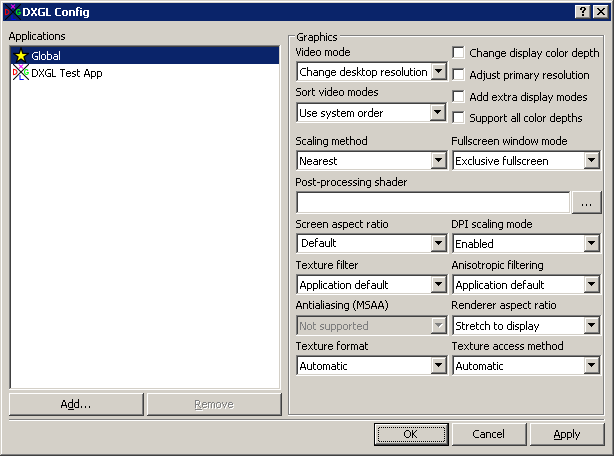 DXGL Config
Applications
Global
DXGL Test App
Add...
Remove
Graphics
Video mode
Change desktop resolution
Sort video modes
Use system order
Change display color depth
Adjust primary resolution
Add extra display modes
Support all color depths
Scaling method
Fullscreen window mode
Nearest
Exclusive fullscreen
Post-processing shader
...
Screen aspect ratio
DPI scaling mode
Default
Enabled
Texture filter
Anisotropic filtering
Application default
Application default
Antialiasing (MSAA)
Renderer aspect ratio
Not supported
Stretch to display
Texture format
Texture access method
Automatic
Automatic
OK
Cancel
Apply